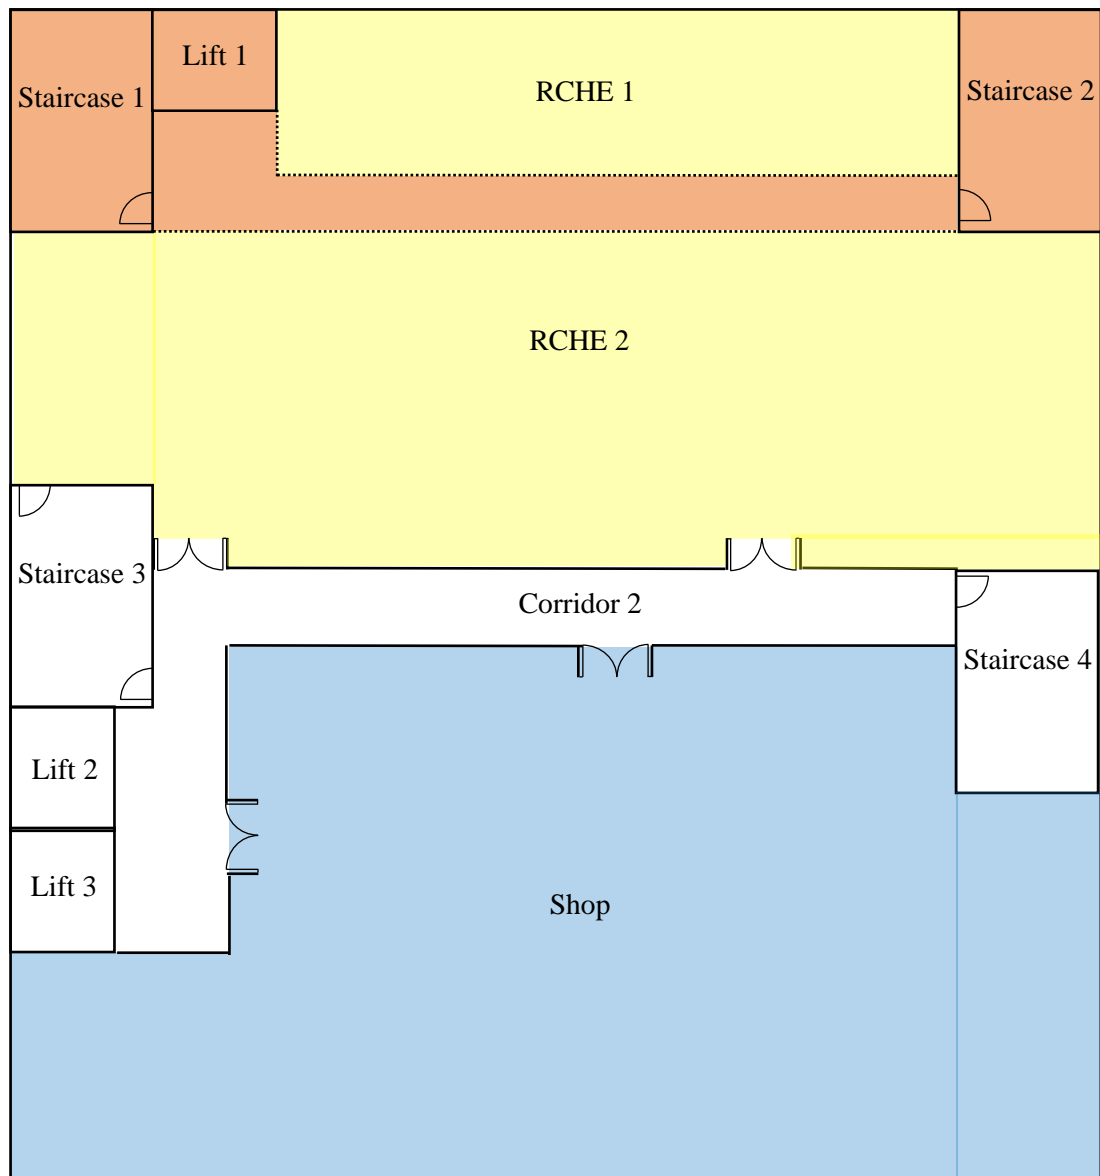 Lift 1
Staircase 1
RCHE 1
Staircase 2
RCHE 2
Staircase 3
Corridor 2
Staircase 4
Lift 2
Lift 3
Shop